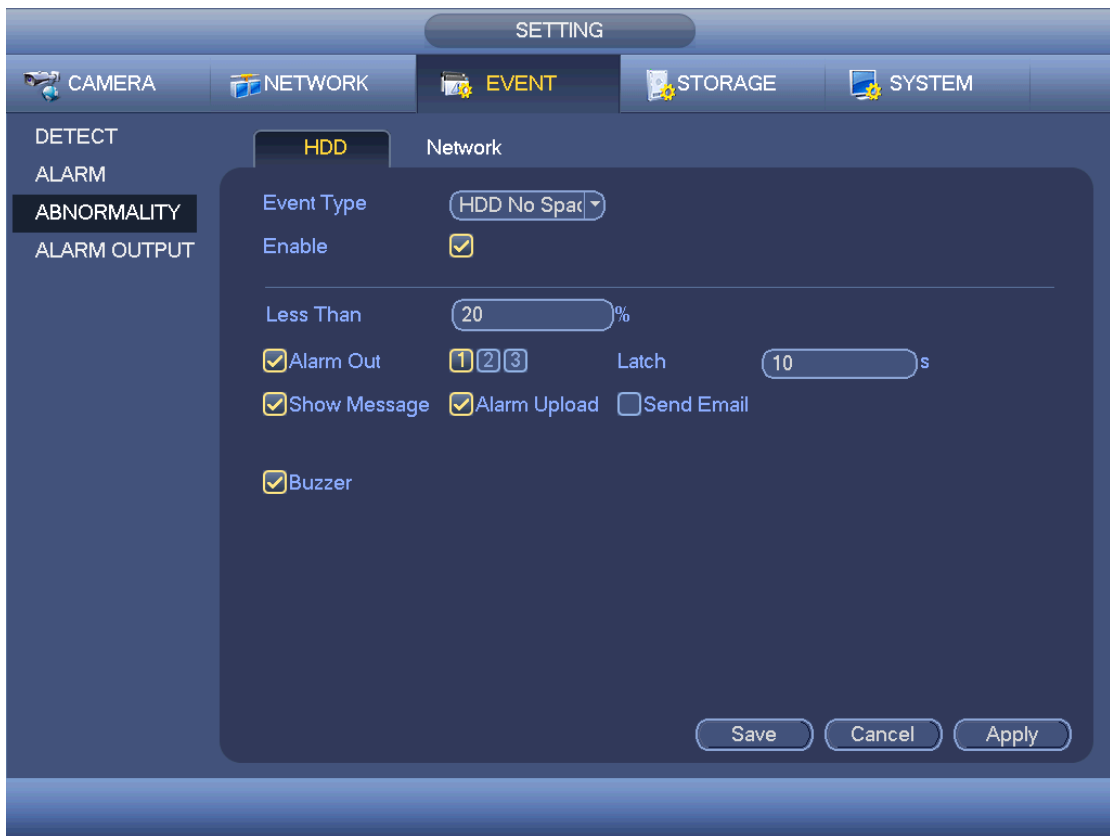 SETTING
CAMERA NETWORK EVENT STORAGE SYSTEM
DETECT
ALARM
ABNORMALITY
ALARM OUTPUT
HDD Network
Event Type HDD No Spac
Enable
Less Than 20 %
Alarm Out 1 2 3 Latch 10 s
Show Message Alarm Upload Send Email
Buzzer
Save Cancel Apply